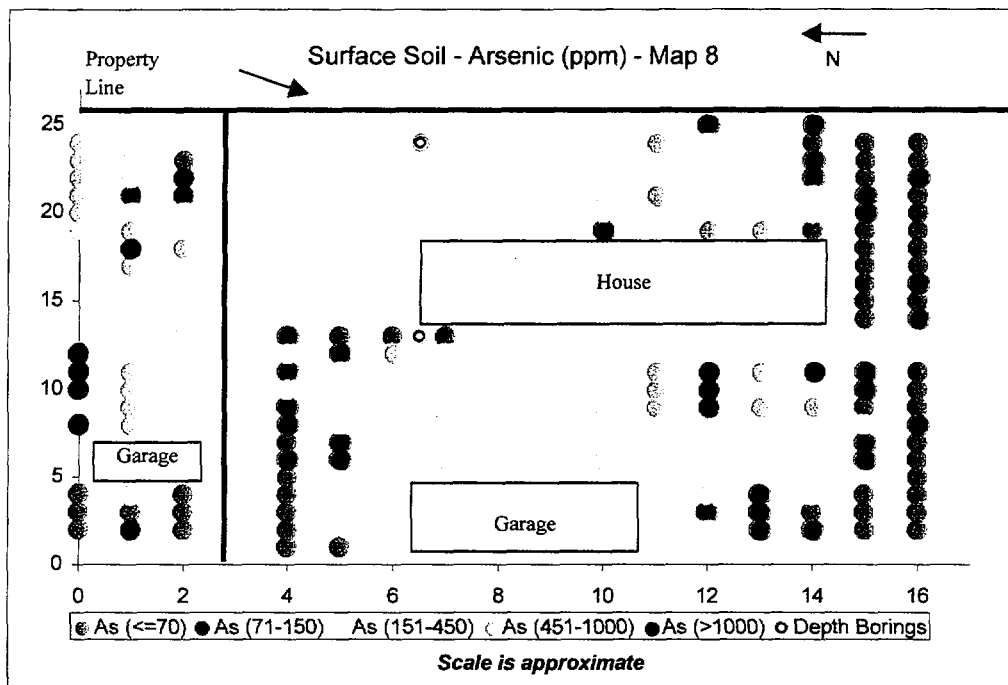 Surface Soil - Arsenic (ppm) - Map 8
N
Property
Line
25
20
15
10
5
0
House
Garage
Garage
0 2 4 6 8 10 12 14 16
As (<=70) As (71-150) As (151-450) As (451-1000) As (>1000) Depth Borings
Scale is approximate